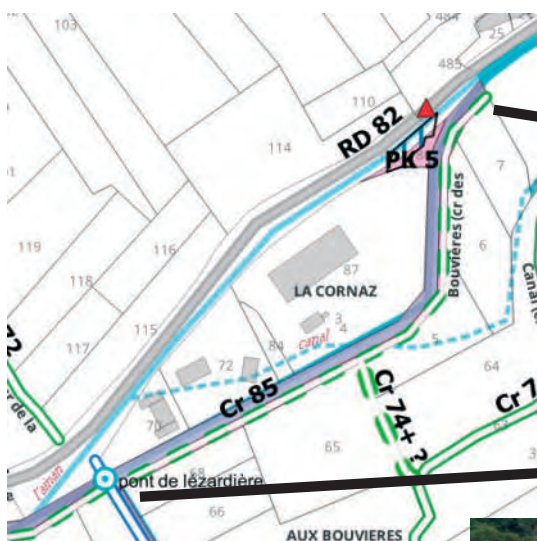 103
484
25
485
110
RD 82
PK 5
114
7
Bouvières (cr des
6
119
116
118
87
LA CORNAZ
3
4
canal
5
115
117
84
72
64
72
Cr 85
Cr 74+ ?
Cr 7
70
65
l'ainan
68
pont de lézardière
66
AUX BOUVIERES